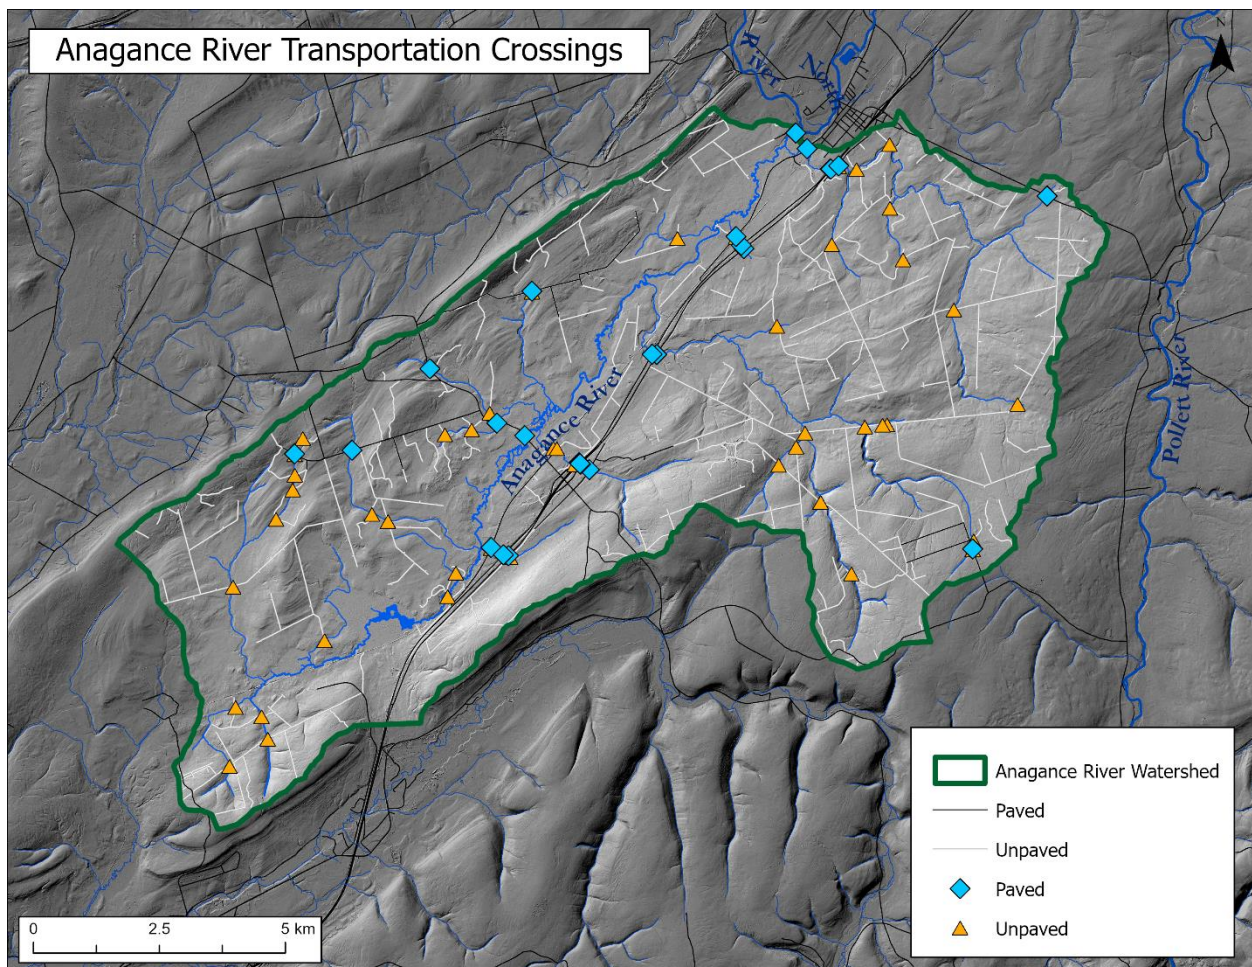 Anagance River Transportation Crossings
North
River
Anagance River
Pollett River
Anagance River Watershed
Paved
Unpaved
Paved
Unpaved
0
2.5
5 km